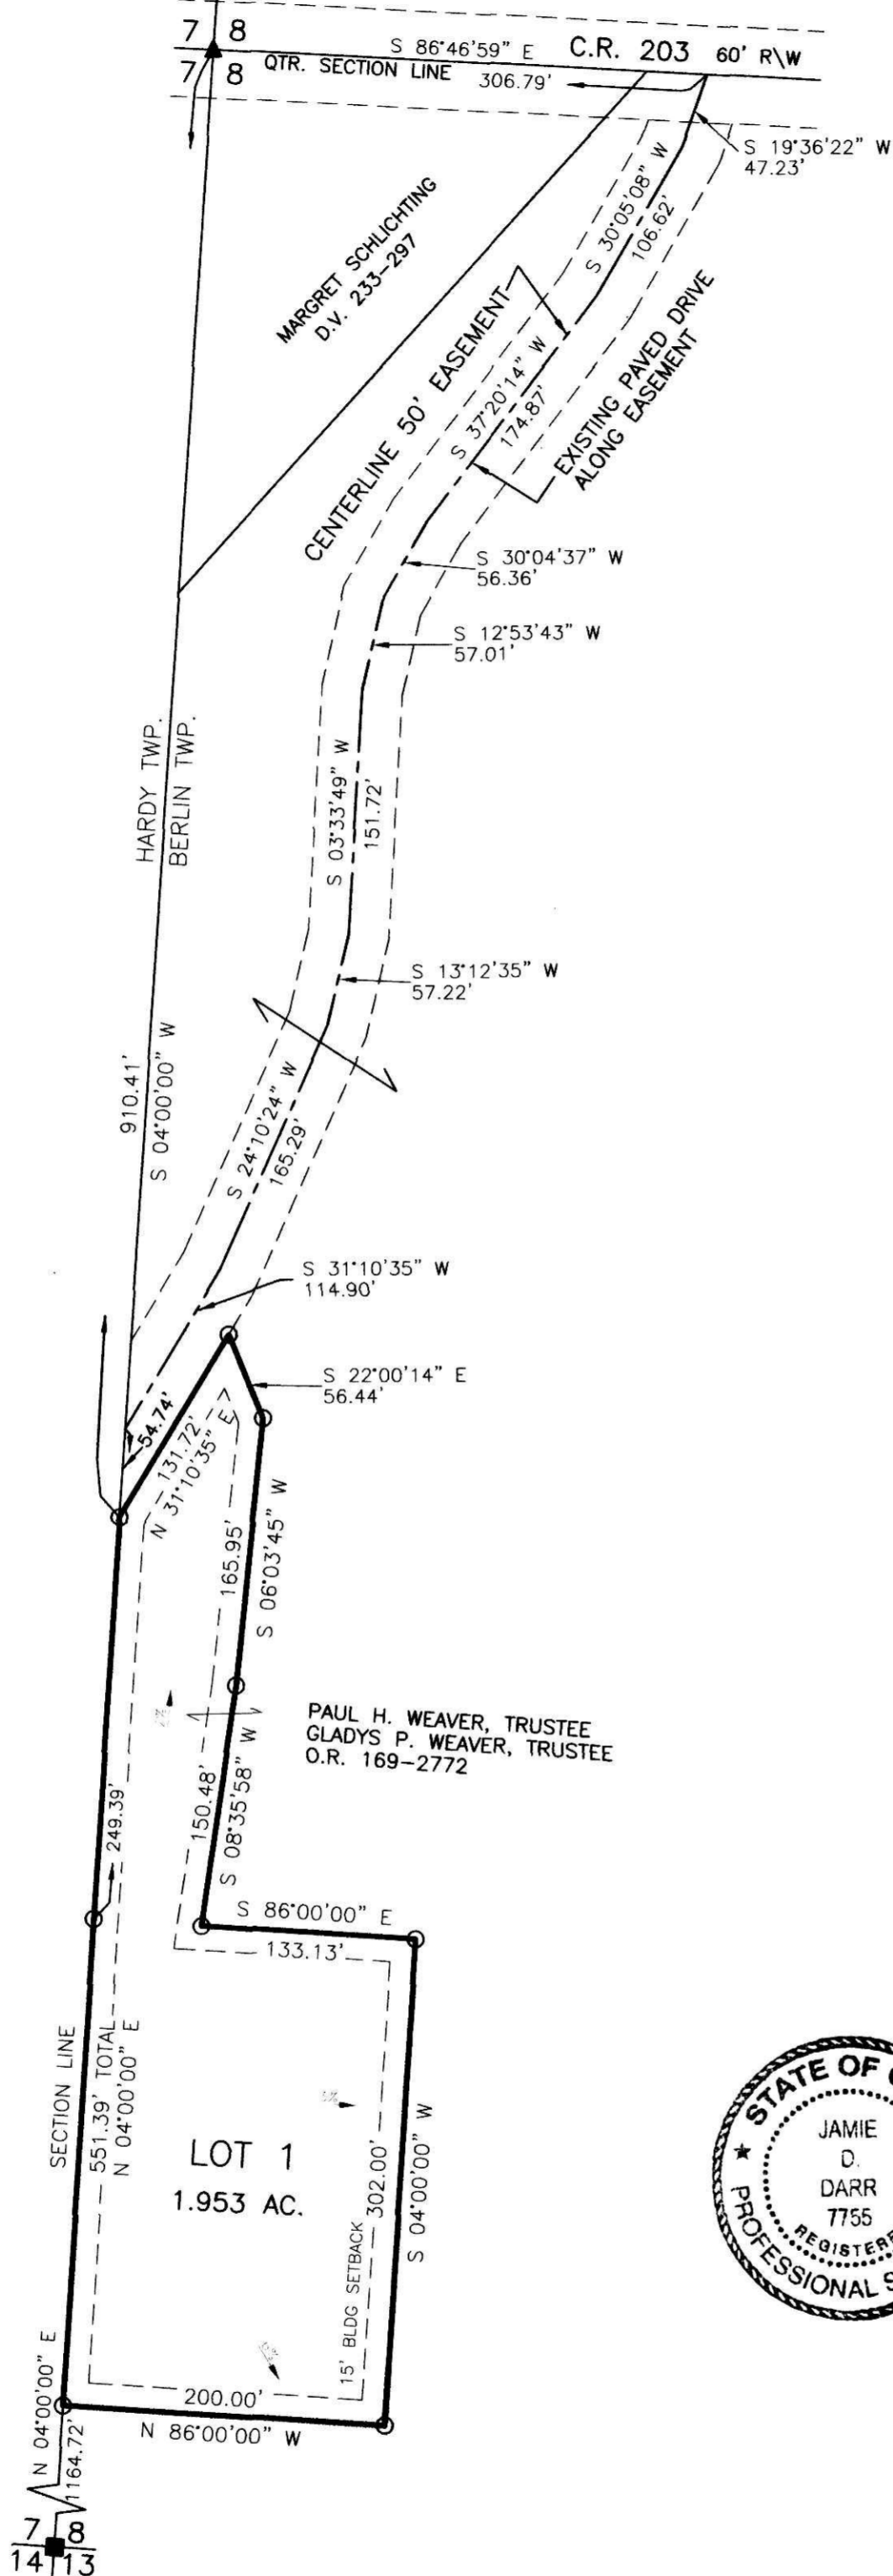 7 8
S 86°46'59" E C.R. 203 60' R\W
7 8 QTR. SECTION LINE 306.79'
S 19°36'22" W
47.23'
S 30°05'08" W
106.62'
MARGRET SCHLICHTING
D.V. 233-297
CENTERLINE 50' EASEMENT
S 37°20'14" W
174.87'
EXISTING PAVED DRIVE
ALONG EASEMENT
S 30°04'37" W
56.36'
S 12°53'43" W
57.01'
HARDY TWP.
BERLIN TWP.
S 03°33'49" W
151.72'
S 13°12'35" W
57.22'
910.41'
S 04°00'00" W
S 24°10'24" W
165.29'
S 31°10'35" W
114.90'
S 22°00'14" E
56.44'
54.74'
131.72'
N 31°10'35" E
165.95'
S 06°03'45" W
PAUL H. WEAVER, TRUSTEE
GLADYS P. WEAVER, TRUSTEE
O.R. 169-2772
150.48'
S 08°35'58" W
249.39'
S 86°00'00" E
133.13'
SECTION LINE
551.39' TOTAL
N 04°00'00" E
LOT 1
1.953 AC.
15' BLDG SETBACK
302.00'
S 04°00'00" W
STATE OF
JAMIE
D.
DARR
7755
REGISTERE
PROFESSIONAL S
200.00'
N 86°00'00" W
N 04°00'00" E
1164.72'
7 8
14 13